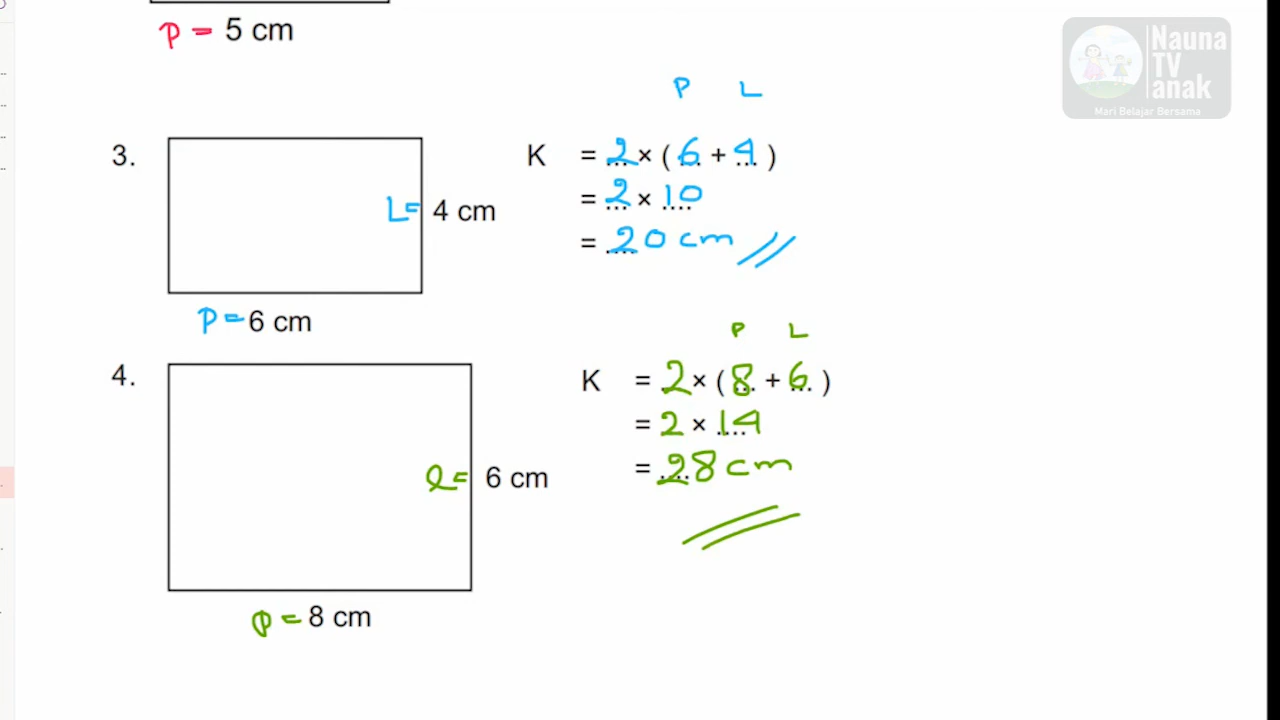 P = 5 cm
Nauna
TV
anak
Mari Belajar Bersama
P L
3.
K = 2 × ( 6 + 4 )
= 2 × 10
L= 4 cm
= 20 cm
P = 6 cm
P L
4.
K = 2 × ( 8 + 6 )
= 2 × 14
= 28 cm
l = 6 cm
P = 8 cm